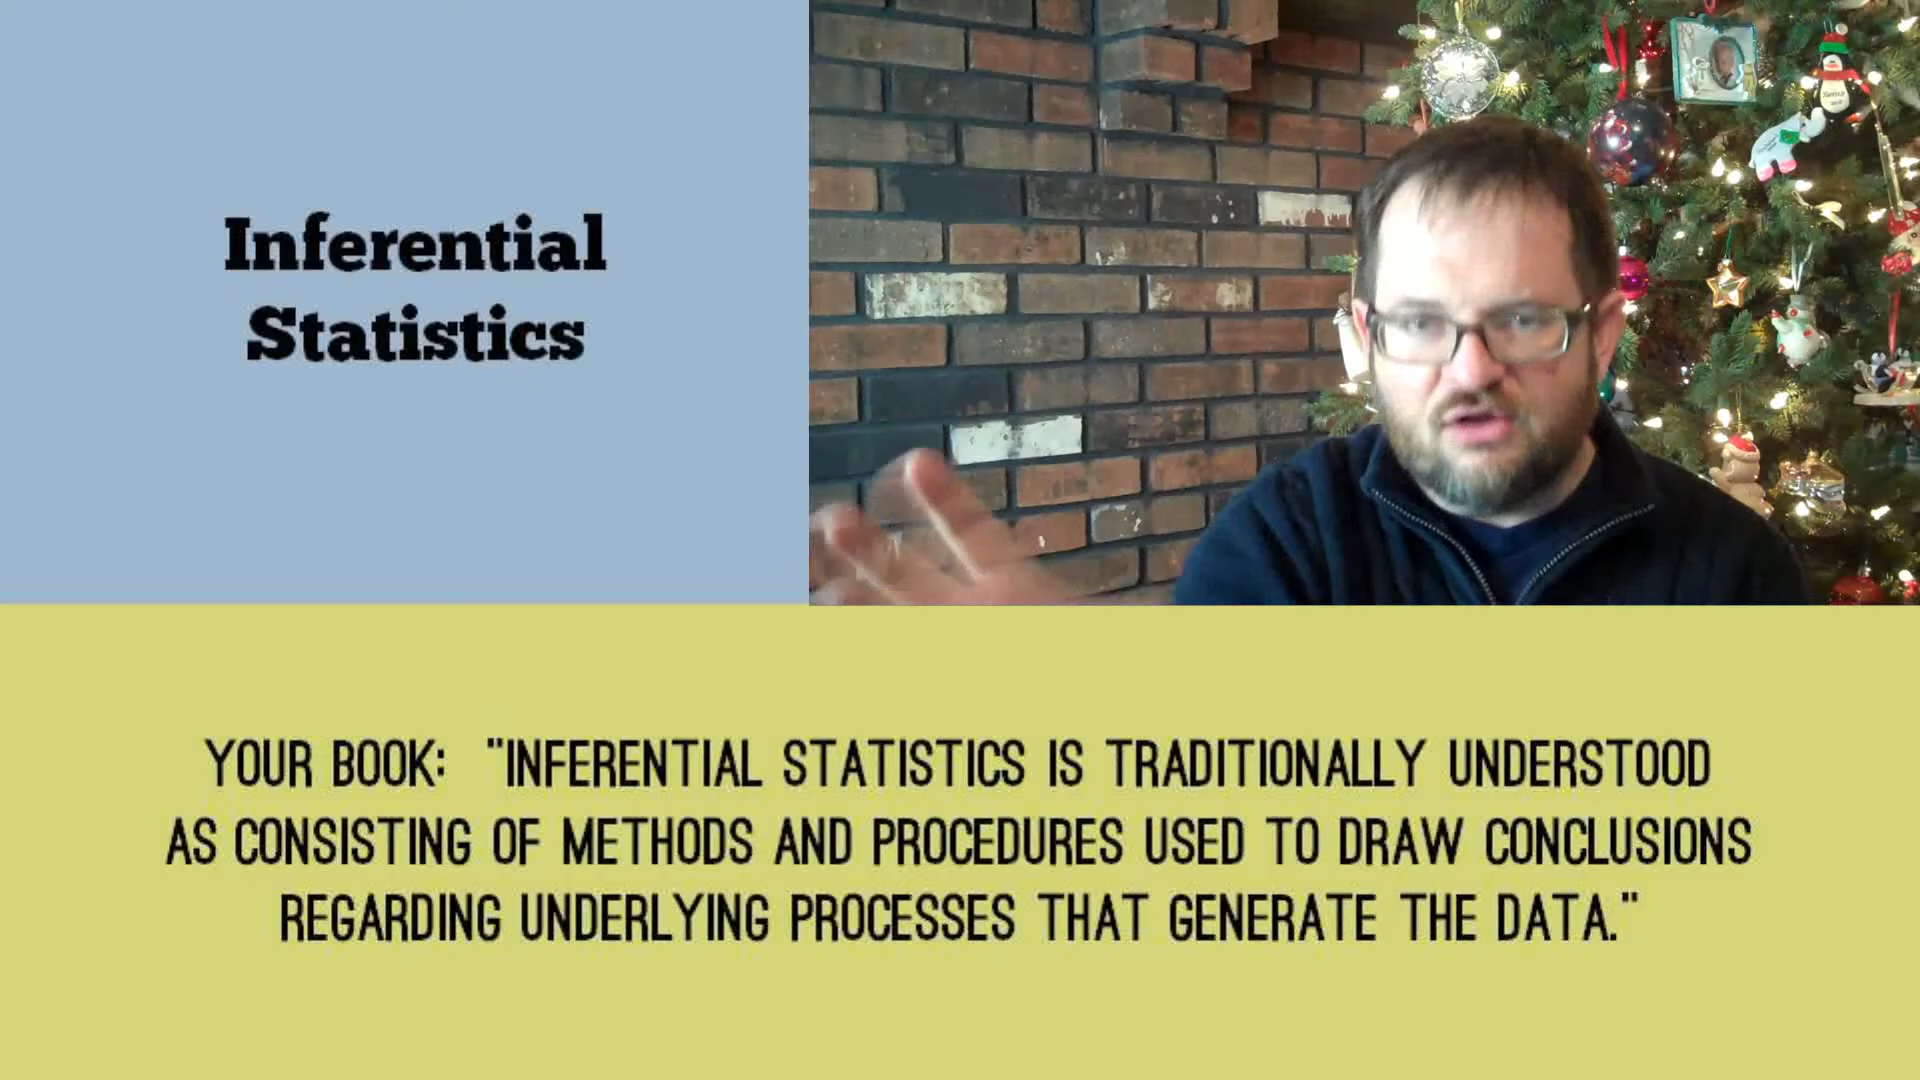 Inferential
Statistics
YOUR BOOK: "INFERENTIAL STATISTICS IS TRADITIONALLY UNDERSTOOD
AS CONSISTING OF METHODS AND PROCEDURES USED TO DRAW CONCLUSIONS
REGARDING UNDERLYING PROCESSES THAT GENERATE THE DATA."